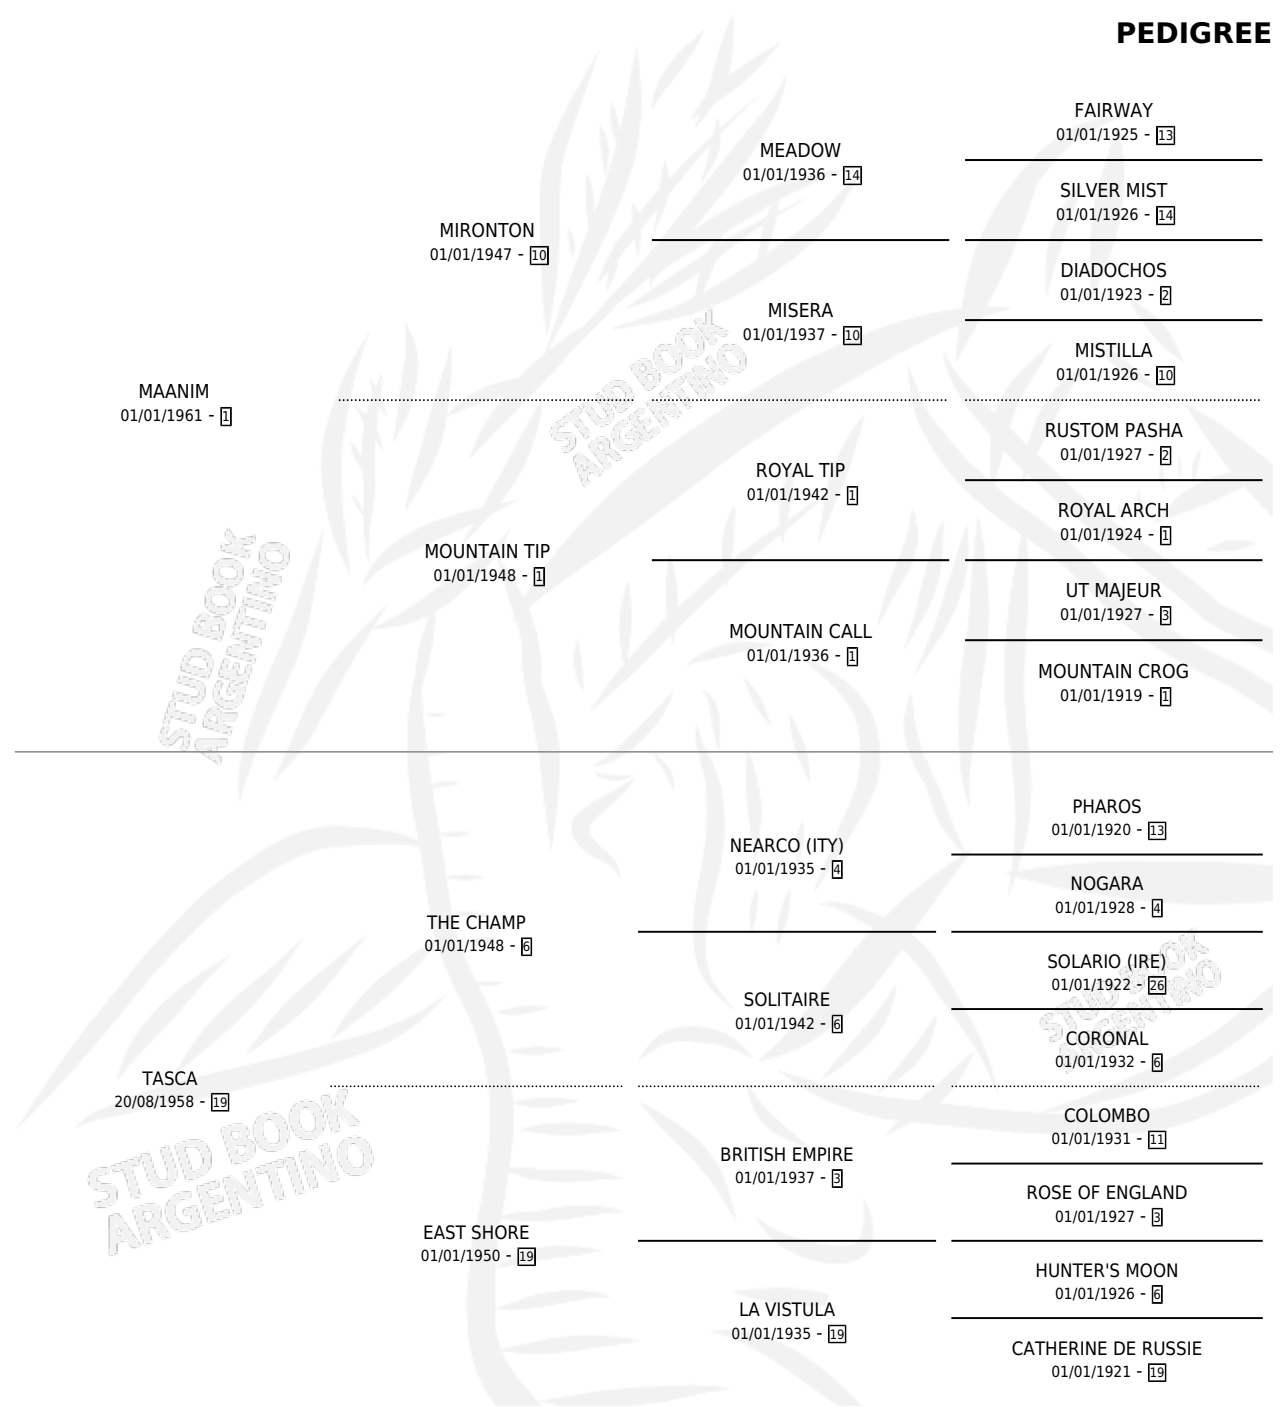 PEDIGREE
FAIRWAY
01/01/1925 - 13
MEADOW
01/01/1936 - 14
SILVER MIST
01/01/1926 - 14
MIRONTON
01/01/1947 - 10
DIADOCHOS
01/01/1923 - 2
MISERA
01/01/1937 - 10
MISTILLA
01/01/1926 - 10
MAANIM
01/01/1961 - 1
RUSTOM PASHA
01/01/1927 - 2
ROYAL TIP
01/01/1942 - 1
ROYAL ARCH
01/01/1924 - 1
MOUNTAIN TIP
01/01/1948 - 1
UT MAJEUR
01/01/1927 - 3
MOUNTAIN CALL
01/01/1936 - 1
MOUNTAIN CROG
01/01/1919 - 1
PHAROS
01/01/1920 - 13
NEARCO (ITY)
01/01/1935 - 4
NOGARA
01/01/1928 - 4
THE CHAMP
01/01/1948 - 6
SOLARIO (IRE)
01/01/1922 - 26
SOLITAIRE
01/01/1942 - 6
CORONAL
01/01/1932 - 6
TASCA
20/08/1958 - 19
COLOMBO
01/01/1931 - 11
BRITISH EMPIRE
01/01/1937 - 3
ROSE OF ENGLAND
01/01/1927 - 3
EAST SHORE
01/01/1950 - 19
HUNTER'S MOON
01/01/1926 - 6
LA VISTULA
01/01/1935 - 19
CATHERINE DE RUSSIE
01/01/1921 - 19
STUD BOOK
ARGENTINO
STUD BOOK
ARGENTINO
STUD BOOK
ARGENTINO
STUD BOOK
ARGENTINO